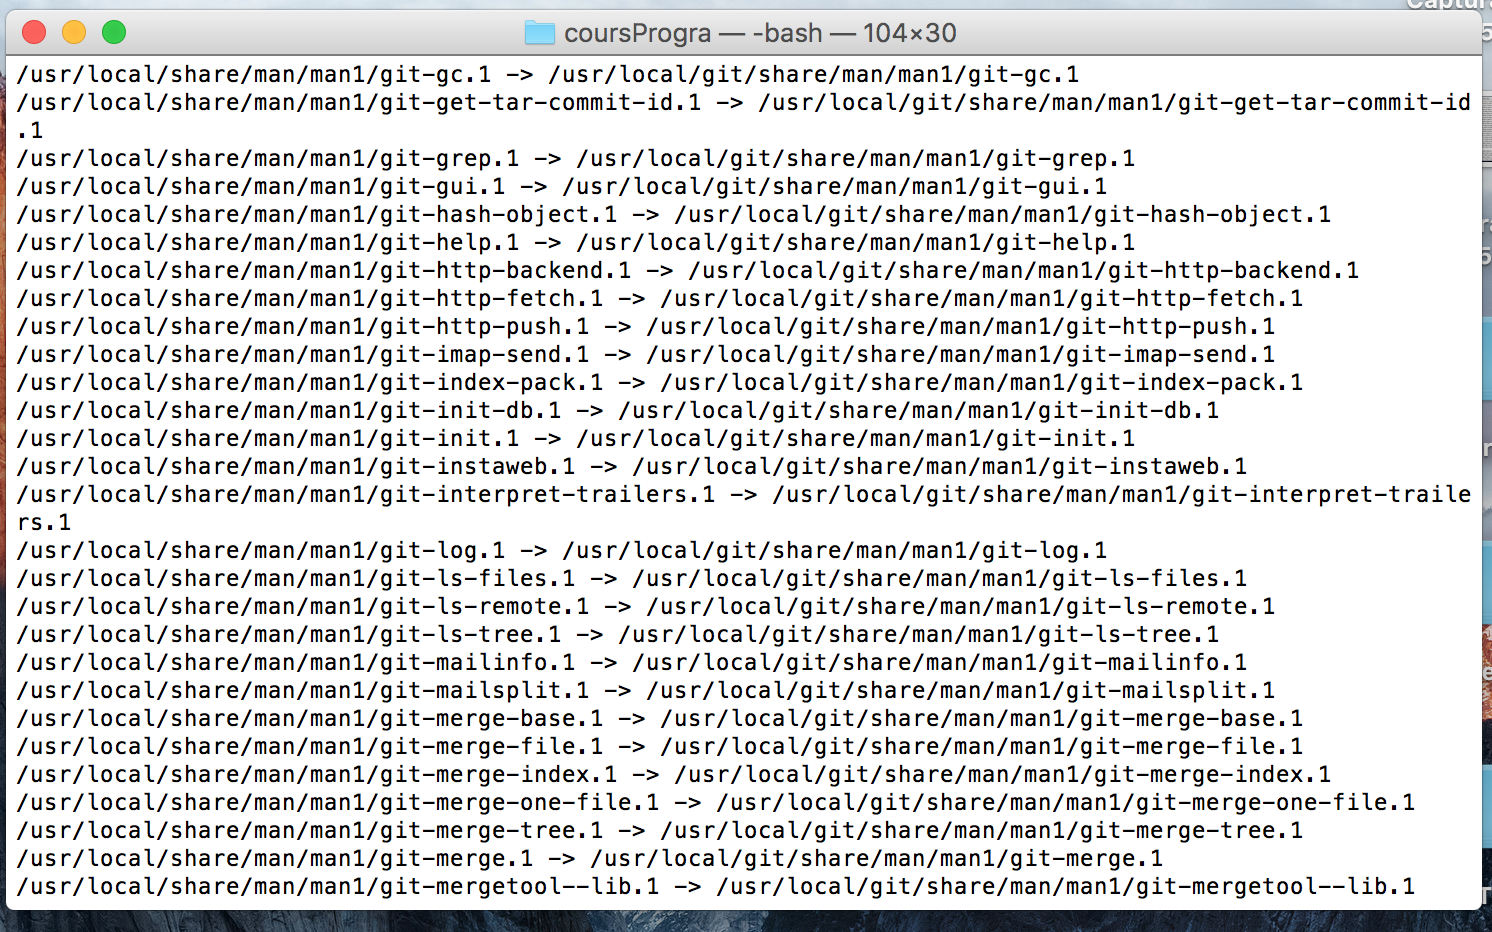 Captur
coursProgra — -bash — 104×30
/usr/local/share/man/man1/git-gc.1 -> /usr/local/git/share/man/man1/git-gc.1
/usr/local/share/man/man1/git-get-tar-commit-id.1 -> /usr/local/git/share/man/man1/git-get-tar-commit-id
.1
/usr/local/share/man/man1/git-grep.1 -> /usr/local/git/share/man/man1/git-grep.1
/usr/local/share/man/man1/git-gui.1 -> /usr/local/git/share/man/man1/git-gui.1
/usr/local/share/man/man1/git-hash-object.1 -> /usr/local/git/share/man/man1/git-hash-object.1
/usr/local/share/man/man1/git-help.1 -> /usr/local/git/share/man/man1/git-help.1
/usr/local/share/man/man1/git-http-backend.1 -> /usr/local/git/share/man/man1/git-http-backend.1
/usr/local/share/man/man1/git-http-fetch.1 -> /usr/local/git/share/man/man1/git-http-fetch.1
/usr/local/share/man/man1/git-http-push.1 -> /usr/local/git/share/man/man1/git-http-push.1
/usr/local/share/man/man1/git-imap-send.1 -> /usr/local/git/share/man/man1/git-imap-send.1
/usr/local/share/man/man1/git-index-pack.1 -> /usr/local/git/share/man/man1/git-index-pack.1
/usr/local/share/man/man1/git-init-db.1 -> /usr/local/git/share/man/man1/git-init-db.1
/usr/local/share/man/man1/git-init.1 -> /usr/local/git/share/man/man1/git-init.1
/usr/local/share/man/man1/git-instaweb.1 -> /usr/local/git/share/man/man1/git-instaweb.1
/usr/local/share/man/man1/git-interpret-trailers.1 -> /usr/local/git/share/man/man1/git-interpret-traile
rs.1
/usr/local/share/man/man1/git-log.1 -> /usr/local/git/share/man/man1/git-log.1
/usr/local/share/man/man1/git-ls-files.1 -> /usr/local/git/share/man/man1/git-ls-files.1
/usr/local/share/man/man1/git-ls-remote.1 -> /usr/local/git/share/man/man1/git-ls-remote.1
/usr/local/share/man/man1/git-ls-tree.1 -> /usr/local/git/share/man/man1/git-ls-tree.1
/usr/local/share/man/man1/git-mailinfo.1 -> /usr/local/git/share/man/man1/git-mailinfo.1
/usr/local/share/man/man1/git-mailsplit.1 -> /usr/local/git/share/man/man1/git-mailsplit.1
/usr/local/share/man/man1/git-merge-base.1 -> /usr/local/git/share/man/man1/git-merge-base.1
/usr/local/share/man/man1/git-merge-file.1 -> /usr/local/git/share/man/man1/git-merge-file.1
/usr/local/share/man/man1/git-merge-index.1 -> /usr/local/git/share/man/man1/git-merge-index.1
/usr/local/share/man/man1/git-merge-one-file.1 -> /usr/local/git/share/man/man1/git-merge-one-file.1
/usr/local/share/man/man1/git-merge-tree.1 -> /usr/local/git/share/man/man1/git-merge-tree.1
/usr/local/share/man/man1/git-merge.1 -> /usr/local/git/share/man/man1/git-merge.1
/usr/local/share/man/man1/git-mergetool--lib.1 -> /usr/local/git/share/man/man1/git-mergetool--lib.1